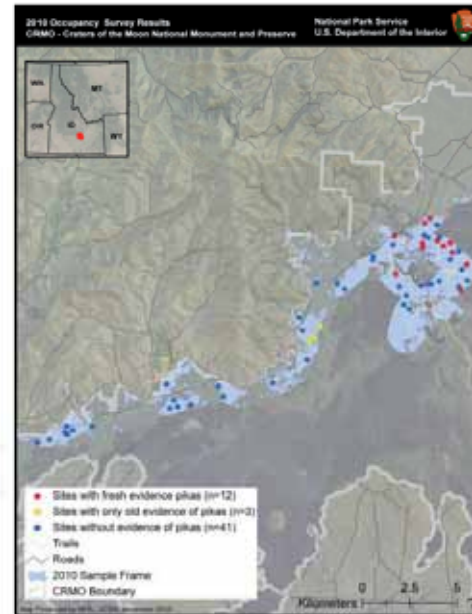 2010 Occupancy Survey Results
CRMO - Craters of the Moon National Monument and Preserve
National Park Service
U.S. Department of the Interior
WA
MT
OR
ID
WY
Sites with fresh evidence pikas (n=12)
Sites with only old evidence of pikas (n=3)
Sites without evidence of pikas (n=41)
Trails
Roads
2010 Sample Frame
CRMO Boundary
0 2.5 5
Kilometers